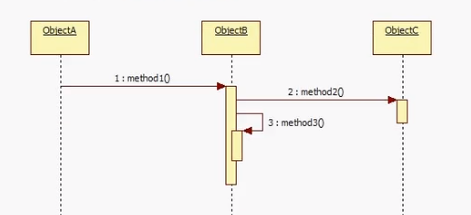 ObjectA
ObjectB
ObjectC
1 : method1()
2 : method2()
3 : method3()